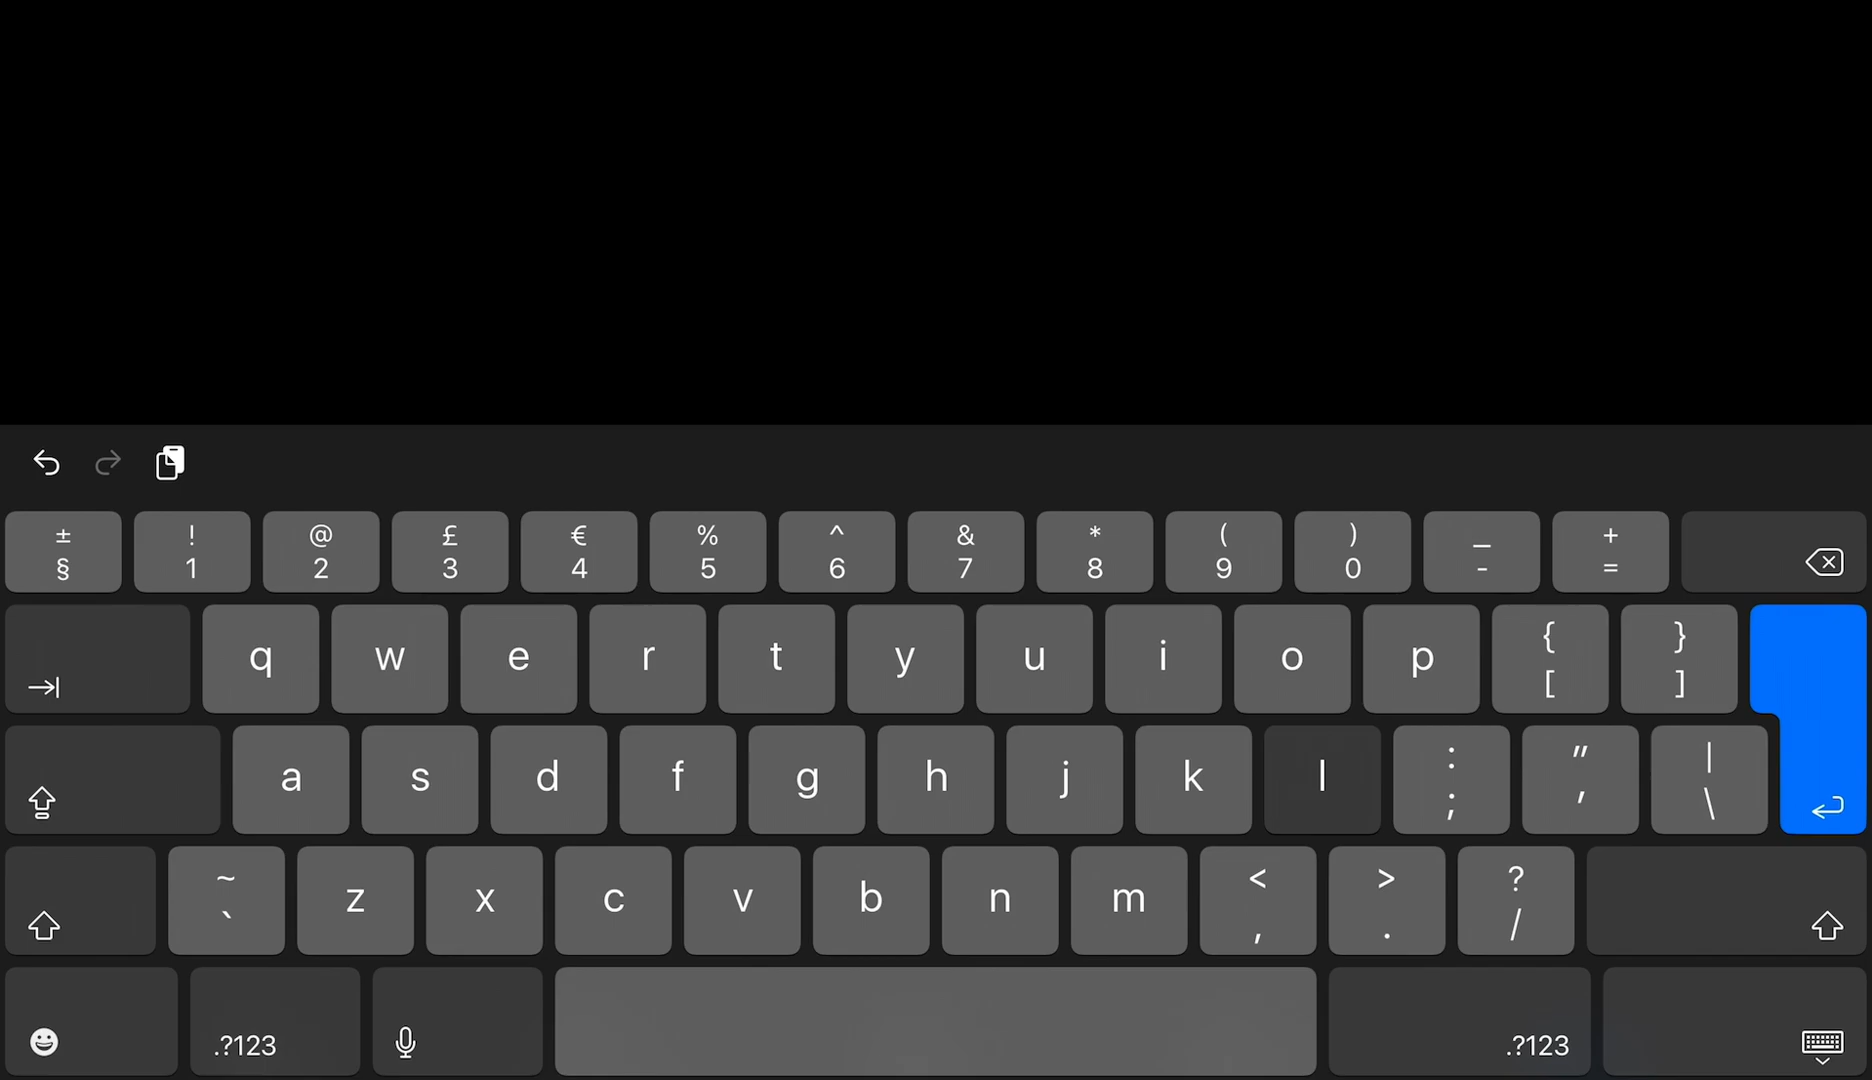 ± ! @ £ € % ^ & * ( ) _ +
§ 1 2 3 4 5 6 7 8 9 0 - =
q w e r t y u i o p { }
[ ]
a s d f g h j k l : " |
; ' \
~ z x c v b n m < > ?
` , . /
.?123 .?123